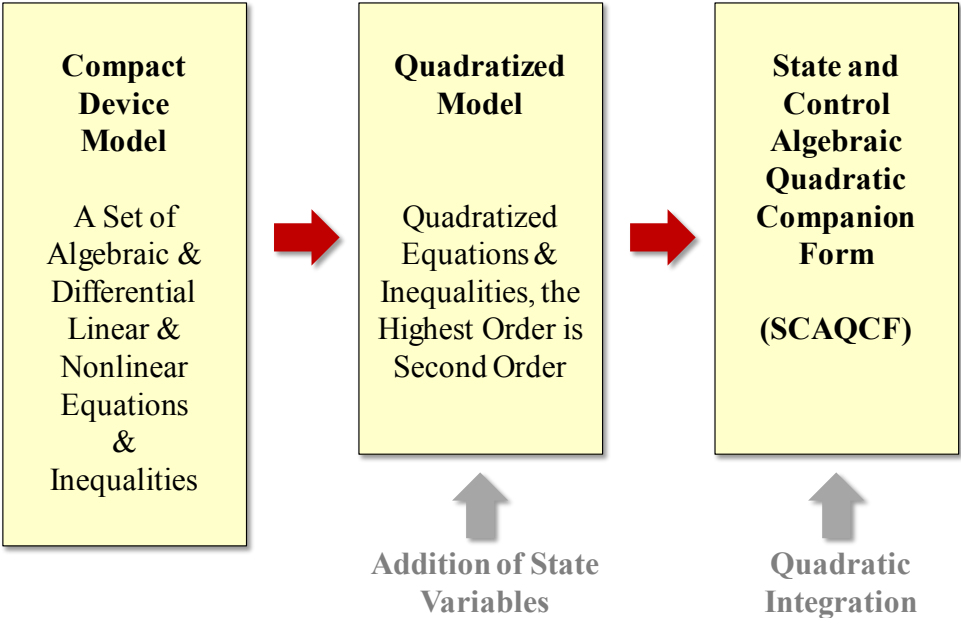 Compact
Device
Model
A Set of
Algebraic &
Differential
Linear &
Nonlinear
Equations
&
Inequalities
Quadratized
Model
Quadratized
Equations &
Inequalities, the
Highest Order is
Second Order
State and
Control
Algebraic
Quadratic
Companion
Form
(SCAQCF)
Addition of State
Variables
Quadratic
Integration